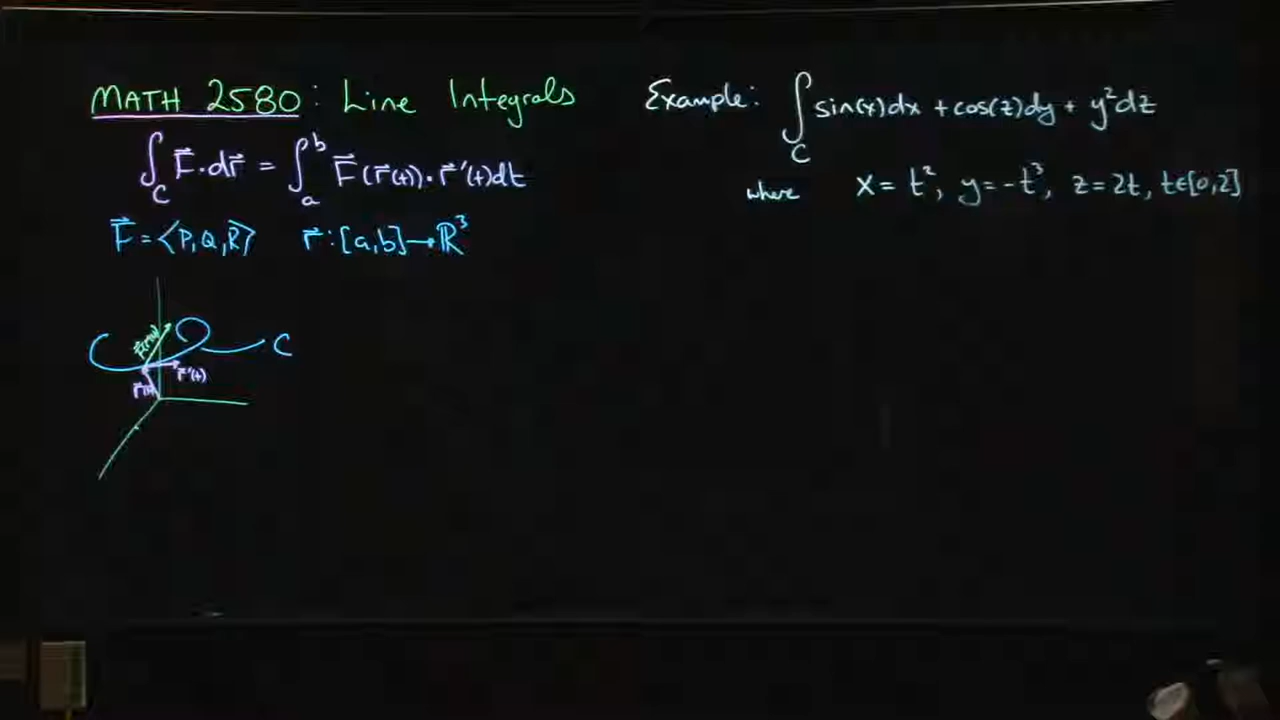 MATH 2580: Line Integrals
∫_C F⃗·dr⃗ = ∫_a^b F⃗(r⃗(t))·r⃗'(t)dt
F⃗ = ⟨P,Q,R⟩ r⃗:[a,b]→ℝ³
F⃗(r⃗(t))
C
r⃗'(t)
r⃗(t)
Example: ∫_C sin(x)dx + cos(z)dy + y²dz
where x = t², y = -t³, z = 2t, t∈[0,2]